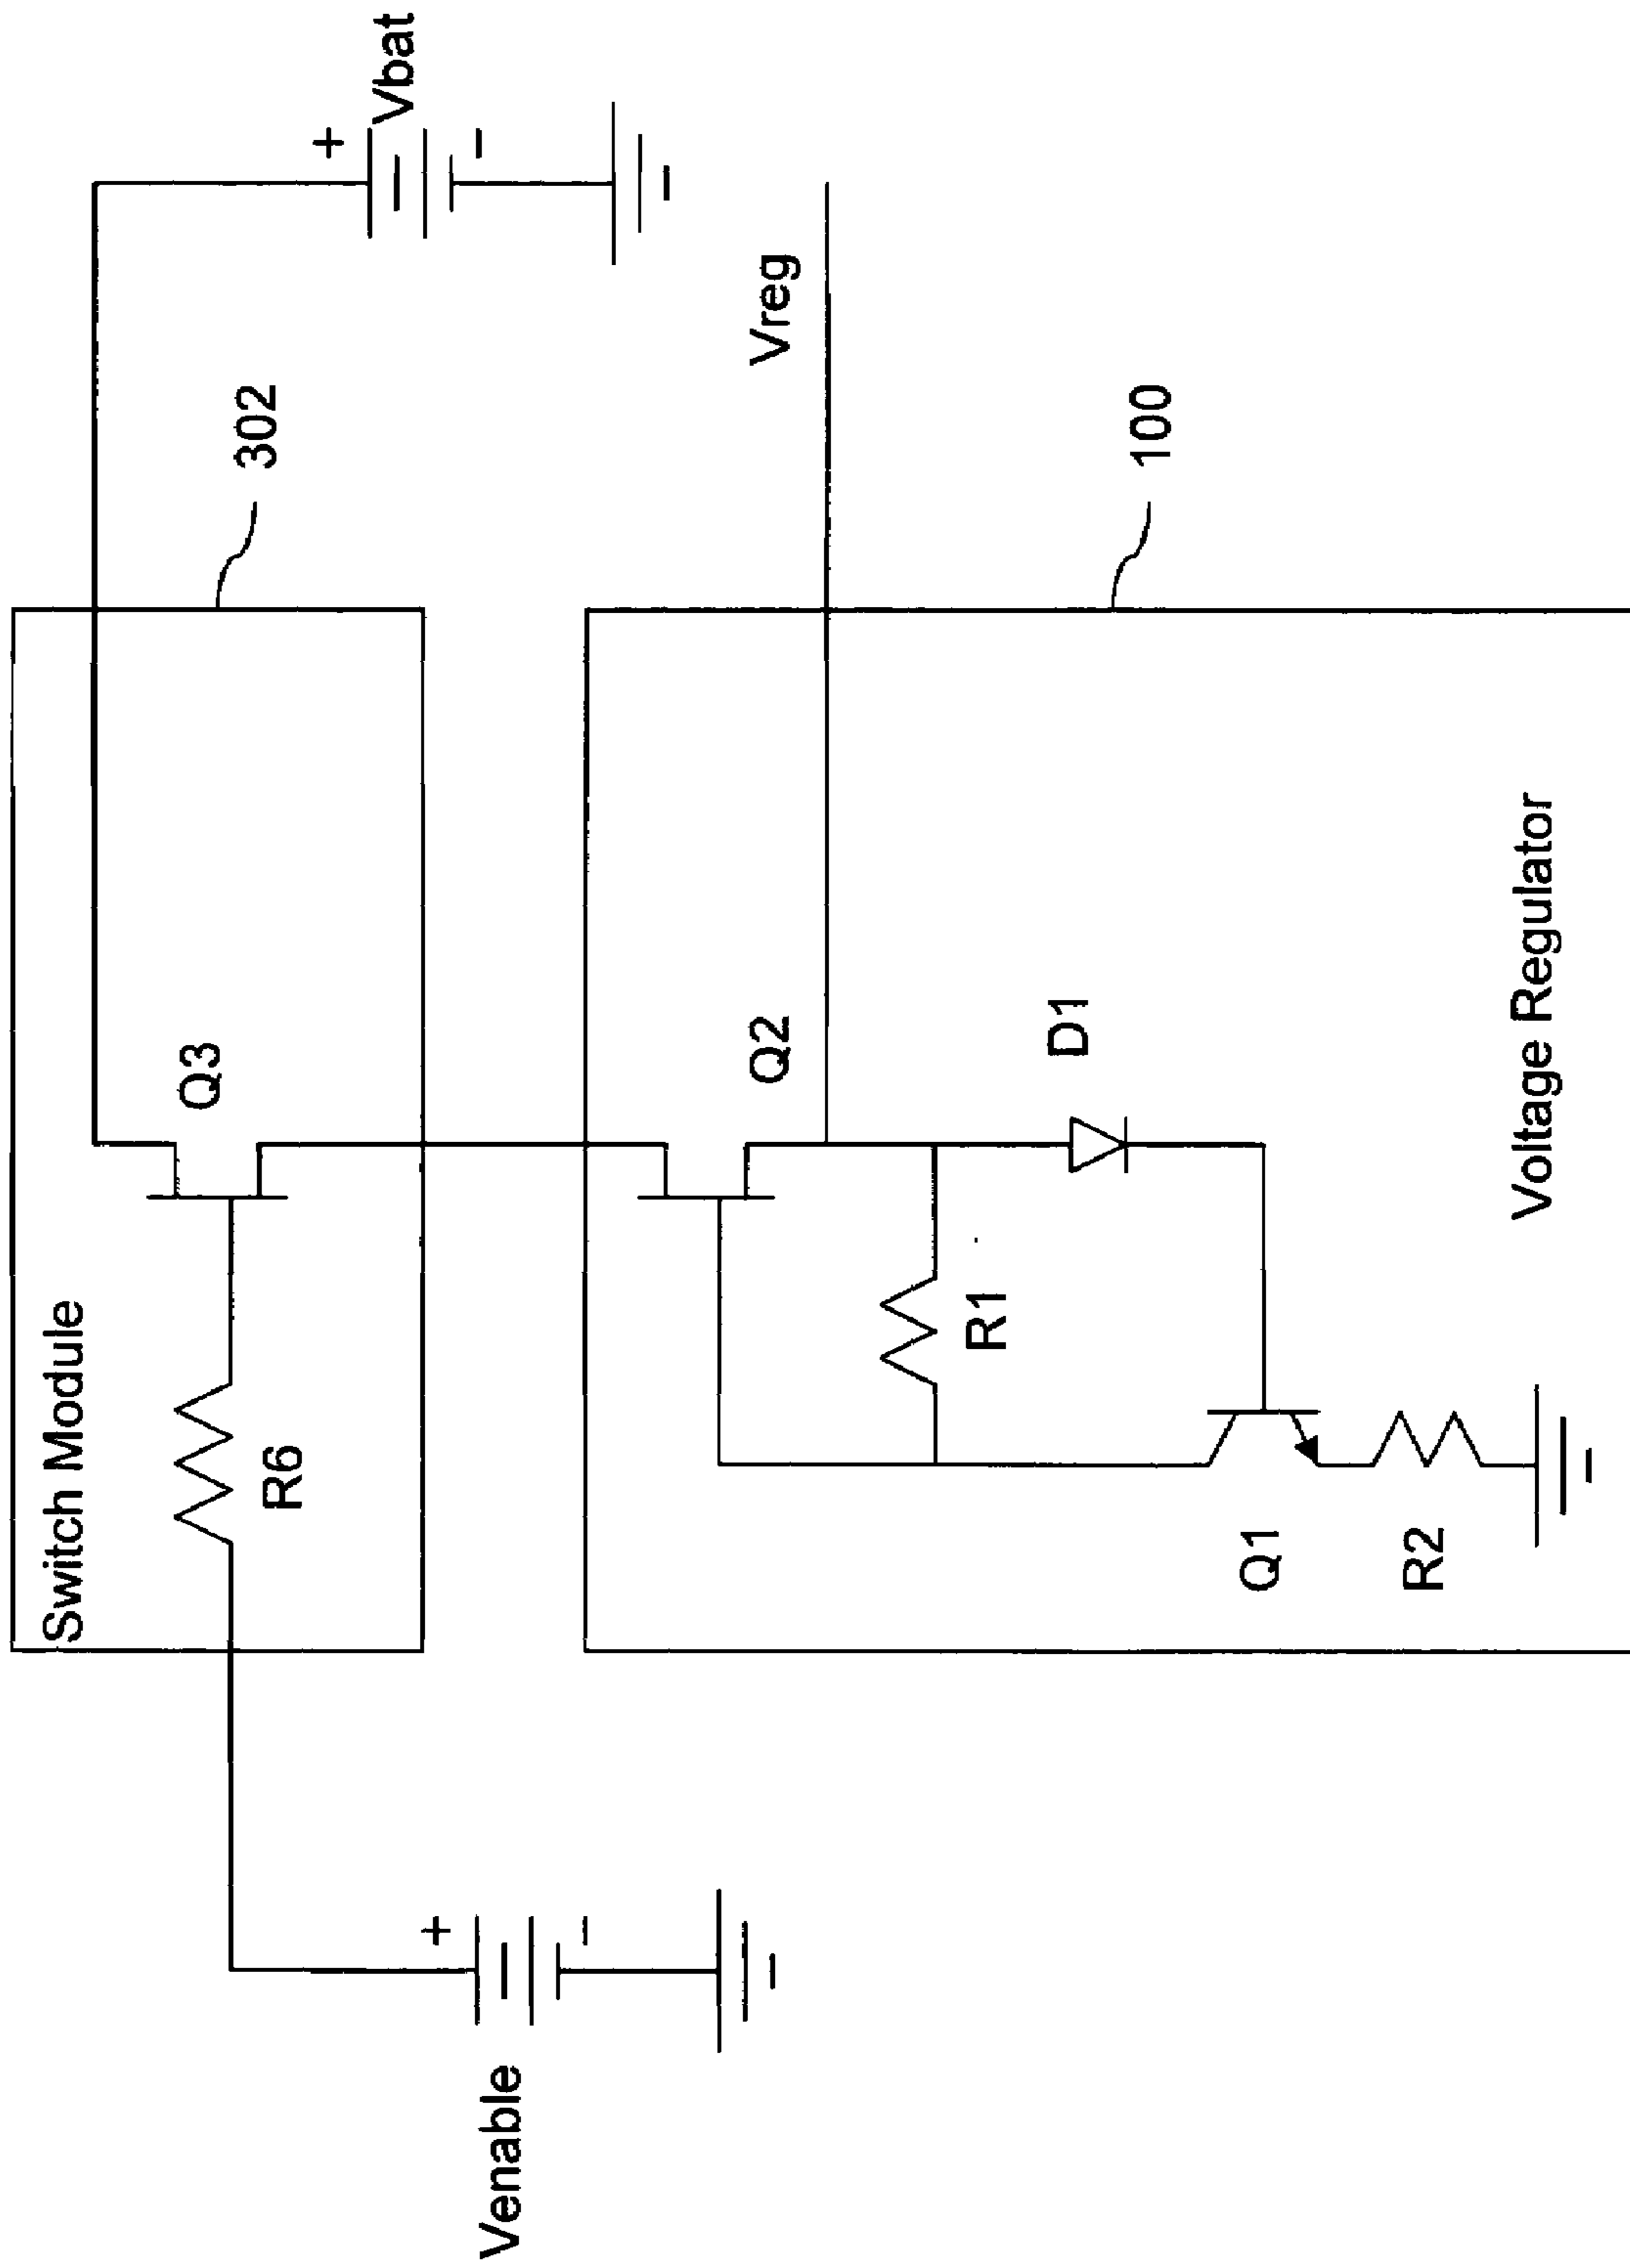 Switch Module
R6
Q3
302
+
Vbat
-
Venable
+
-
Q2
Vreg
R1
D1
100
Q1
R2
Voltage Regulator